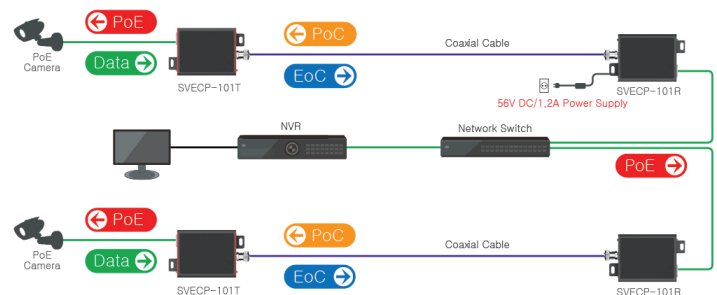 PoE
PoC
Coaxial Cable
Data
EoC
PoE
Camera
SVECP-101T
SVECP-101R
56V DC/1,2A Power Supply
NVR
Network Switch
PoE
PoE
PoC
Coaxial Cable
Data
EoC
PoE
Camera
SVECP-101T
SVECP-101R